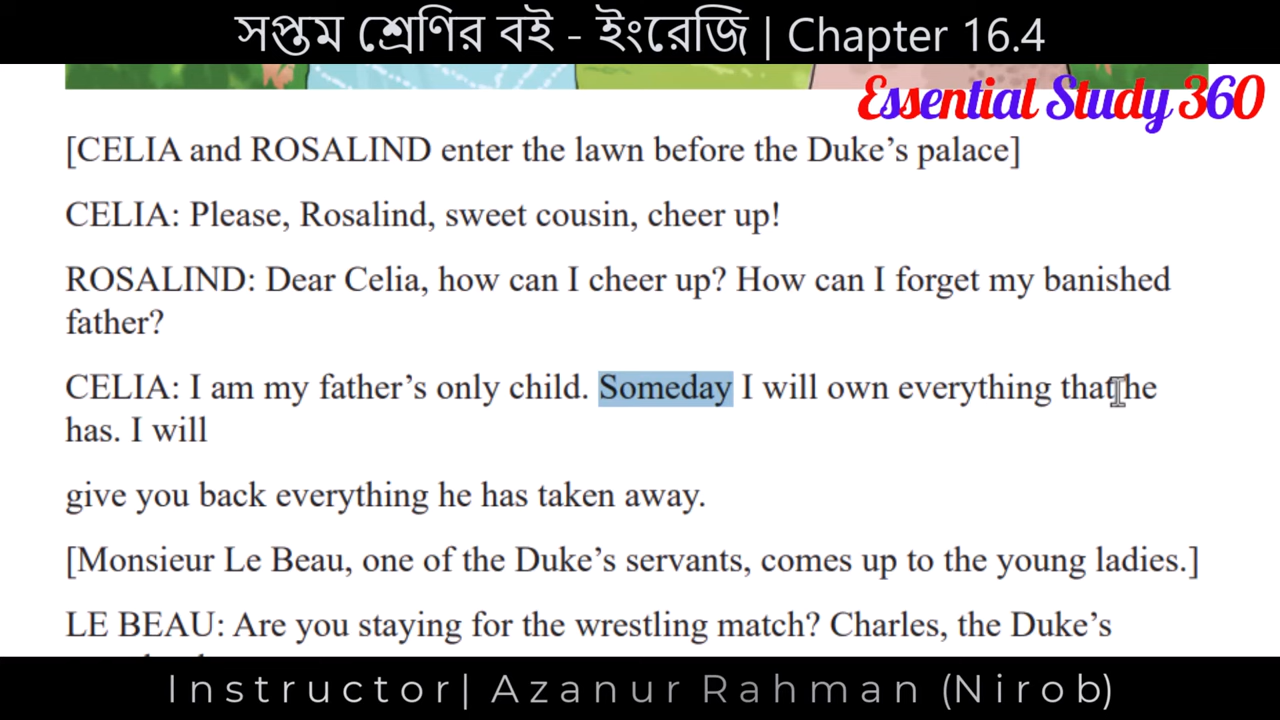 সপ্তম শ্রেণির বই - ইংরেজি | Chapter 16.4
Essential Study 360
[CELIA and ROSALIND enter the lawn before the Duke’s palace]
CELIA: Please, Rosalind, sweet cousin, cheer up!
ROSALIND: Dear Celia, how can I cheer up? How can I forget my banished
father?
CELIA: I am my father’s only child. Someday I will own everything that he
has. I will
give you back everything he has taken away.
[Monsieur Le Beau, one of the Duke’s servants, comes up to the young ladies.]
LE BEAU: Are you staying for the wrestling match? Charles, the Duke’s
Instructor| Azanur Rahman (Nirob)